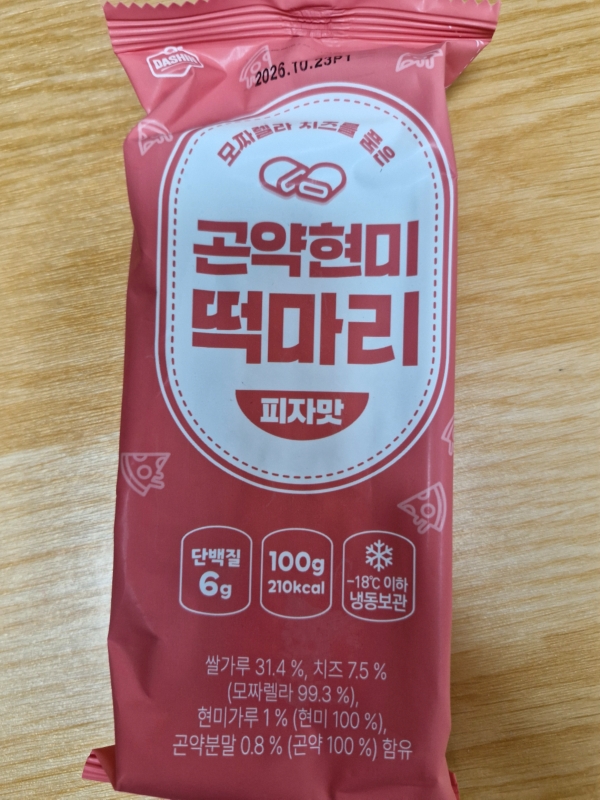 DASHIN
2026.10.23P1
모짜렐라 치즈를 품은
곤약현미
떡마리
피자맛
단백질
6g
100g
210kcal
-18℃ 이하
냉동보관
쌀가루 31.4 %, 치즈 7.5 %
(모짜렐라 99.3 %),
현미가루 1 % (현미 100 %),
곤약분말 0.8 % (곤약 100 %) 함유